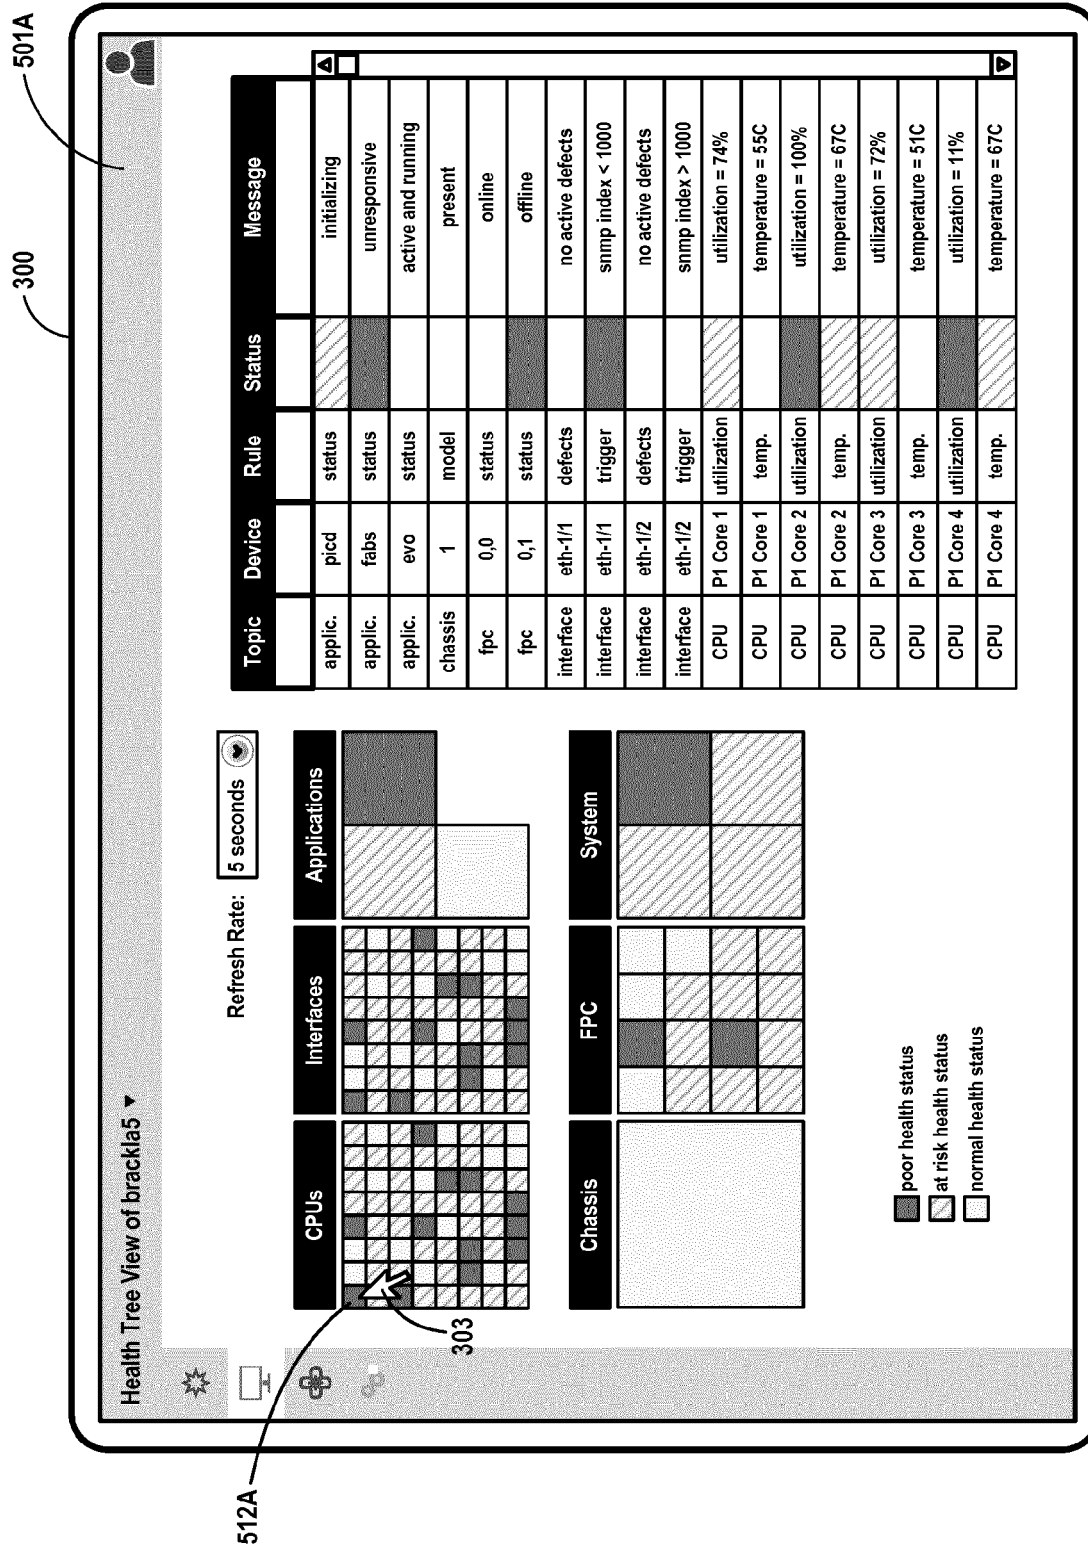 300
501A
Health Tree View of brackla5
Refresh Rate: 5 seconds
CPUs Interfaces Applications
Chassis FPC System
512A
303
poor health status
at risk health status
normal health status
Topic Device Rule Status Message
applic. picd status initializing
applic. fabs status unresponsive
applic. evo status active and running
chassis 1 model present
fpc 0,0 status online
fpc 0,1 status offline
interface eth-1/1 defects no active defects
interface eth-1/1 trigger snmp index < 1000
interface eth-1/2 defects no active defects
interface eth-1/2 trigger snmp index > 1000
CPU P1 Core 1 utilization utilization = 74%
CPU P1 Core 1 temp. temperature = 55C
CPU P1 Core 2 utilization utilization = 100%
CPU P1 Core 2 temp. temperature = 67C
CPU P1 Core 3 utilization utilization = 72%
CPU P1 Core 3 temp. temperature = 51C
CPU P1 Core 4 utilization utilization = 11%
CPU P1 Core 4 temp. temperature = 67C